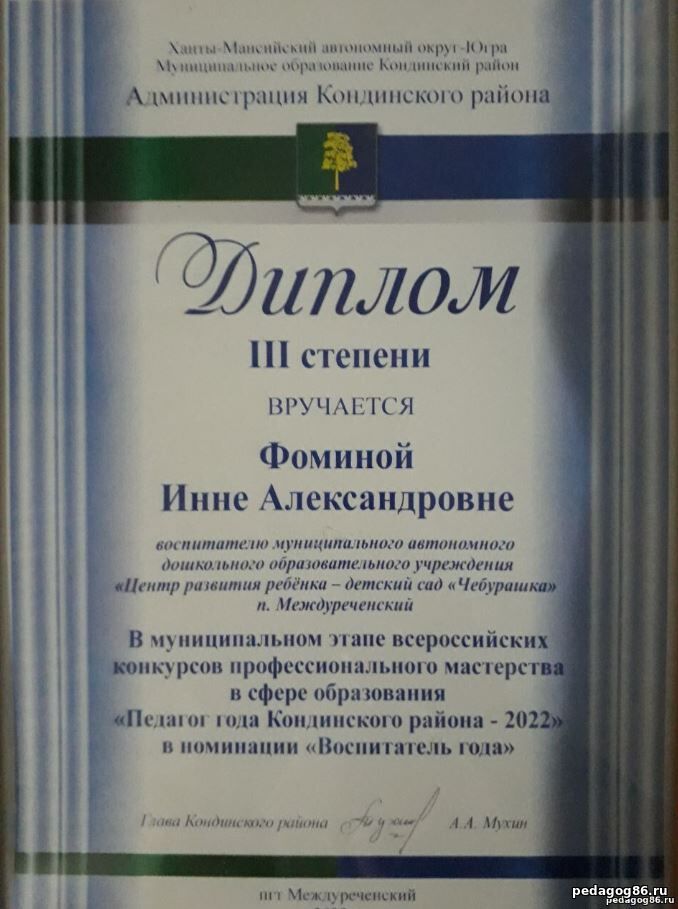 Ханты-Мансийский автономный округ-Югра
Муниципальное образование Кондинский район
Администрация Кондинского района
Диплом
III степени
ВРУЧАЕТСЯ
Фоминой
Инне Александровне
воспитателю муниципального автономного
дошкольного образовательного учреждения
«Центр развития ребёнка – детский сад «Чебурашка»
п. Междуреченский
В муниципальном этапе всероссийских
конкурсов профессионального мастерства
в сфере образования
«Педагог года Кондинского района - 2022»
в номинации «Воспитатель года»
Глава Кондинского района А.А. Мухин
пгт Междуреченский
pedagog86.ru
pedagog86.ru